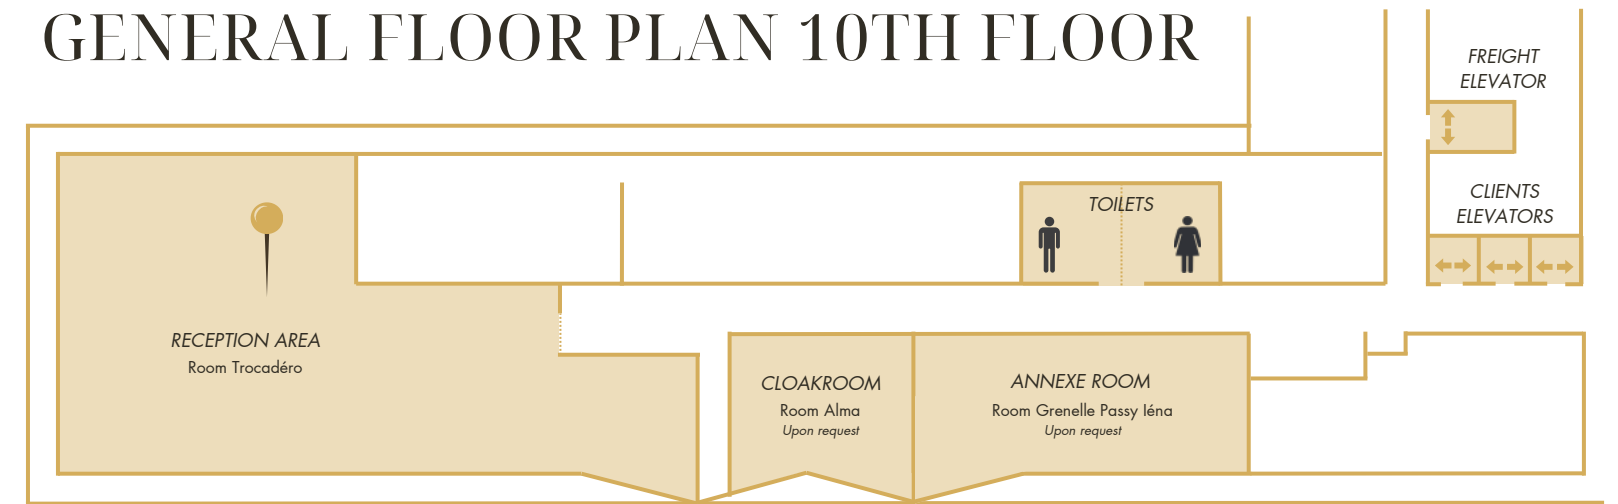 GENERAL FLOOR PLAN 10TH FLOOR
FREIGHT
ELEVATOR
CLIENTS
ELEVATORS
TOILETS
RECEPTION AREA
Room Trocadéro
CLOAKROOM
Room Alma
Upon request
ANNEXE ROOM
Room Grenelle Passy Iéna
Upon request